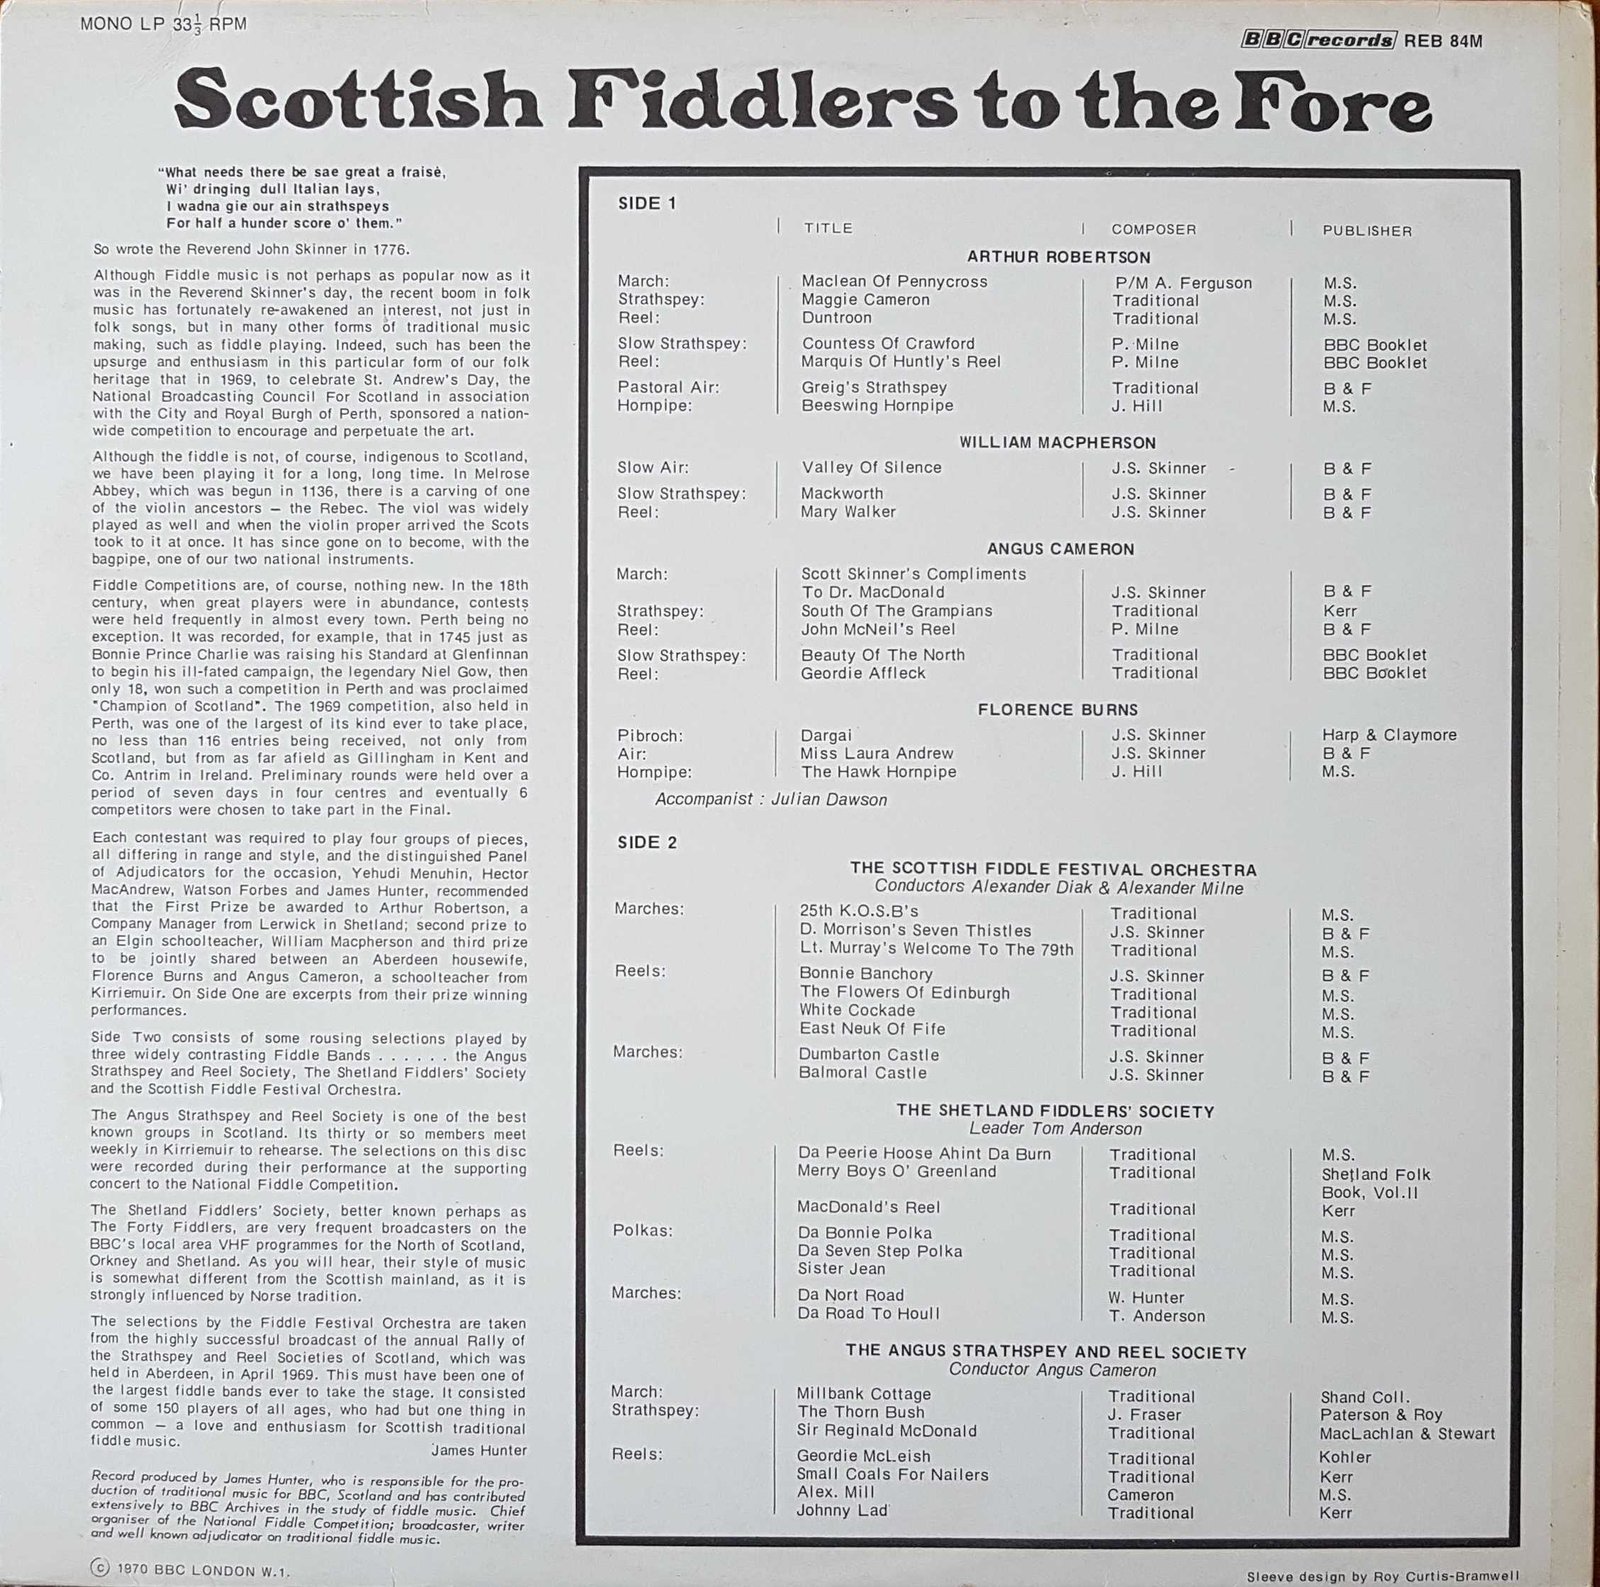 MONO LP 33⅓ RPM
BBC records REB 84M
Scottish Fiddlers to the Fore
"What needs there be sae great a fraisė,
Wi' dringing dull Italian lays,
I wadna gie our ain strathspeys
For half a hunder score o' them."
So wrote the Reverend John Skinner in 1776.
Although Fiddle music is not perhaps as popular now as it
was in the Reverend Skinner's day, the recent boom in folk
music has fortunately re-awakened an interest, not just in
folk songs, but in many other forms of traditional music
making, such as fiddle playing. Indeed, such has been the
upsurge and enthusiasm in this particular form of our folk
heritage that in 1969, to celebrate St. Andrew's Day, the
National Broadcasting Council For Scotland in association
with the City and Royal Burgh of Perth, sponsored a nation-
wide competition to encourage and perpetuate the art.
Although the fiddle is not, of course, indigenous to Scotland,
we have been playing it for a long, long time. In Melrose
Abbey, which was begun in 1136, there is a carving of one
of the violin ancestors – the Rebec. The viol was widely
played as well and when the violin proper arrived the Scots
took to it at once. It has since gone on to become, with the
bagpipe, one of our two national instruments.
Fiddle Competitions are, of course, nothing new. In the 18th
century, when great players were in abundance, contests
were held frequently in almost every town. Perth being no
exception. It was recorded, for example, that in 1745 just as
Bonnie Prince Charlie was raising his Standard at Glenfinnan
to begin his ill-fated campaign, the legendary Niel Gow, then
only 18, won such a competition in Perth and was proclaimed
"Champion of Scotland". The 1969 competition, also held in
Perth, was one of the largest of its kind ever to take place,
no less than 116 entries being received, not only from
Scotland, but from as far afield as Gillingham in Kent and
Co. Antrim in Ireland. Preliminary rounds were held over a
period of seven days in four centres and eventually 6
competitors were chosen to take part in the Final.
Each contestant was required to play four groups of pieces,
all differing in range and style, and the distinguished Panel
of Adjudicators for the occasion, Yehudi Menuhin, Hector
MacAndrew, Watson Forbes and James Hunter, recommended
that the First Prize be awarded to Arthur Robertson, a
Company Manager from Lerwick in Shetland; second prize to
an Elgin schoolteacher, William Macpherson and third prize
to be jointly shared between an Aberdeen housewife,
Florence Burns and Angus Cameron, a schoolteacher from
Kirriemuir. On Side One are excerpts from their prize winning
performances.
Side Two consists of some rousing selections played by
three widely contrasting Fiddle Bands . . . . . . the Angus
Strathspey and Reel Society, The Shetland Fiddlers' Society
and the Scottish Fiddle Festival Orchestra.
The Angus Strathspey and Reel Society is one of the best
known groups in Scotland. Its thirty or so members meet
weekly in Kirriemuir to rehearse. The selections on this disc
were recorded during their performance at the supporting
concert to the National Fiddle Competition.
The Shetland Fiddlers' Society, better known perhaps as
The Forty Fiddlers, are very frequent broadcasters on the
BBC's local area VHF programmes for the North of Scotland,
Orkney and Shetland. As you will hear, their style of music
is somewhat different from the Scottish mainland, as it is
strongly influenced by Norse tradition.
The selections by the Fiddle Festival Orchestra are taken
from the highly successful broadcast of the annual Rally of
the Strathspey and Reel Societies of Scotland, which was
held in Aberdeen, in April 1969. This must have been one of
the largest fiddle bands ever to take the stage. It consisted
of some 150 players of all ages, who had but one thing in
common – a love and enthusiasm for Scottish traditional
fiddle music.
James Hunter
Record produced by James Hunter, who is responsible for the pro-
duction of traditional music for BBC, Scotland and has contributed
extensively to BBC Archives in the study of fiddle music. Chief
organiser of the National Fiddle Competition; broadcaster, writer
and well known adjudicator on traditional fiddle music.
© 1970 BBC LONDON W.1.
SIDE 1
TITLE COMPOSER PUBLISHER
ARTHUR ROBERTSON
March: Maclean Of Pennycross P/M A. Ferguson M.S.
Strathspey: Maggie Cameron Traditional M.S.
Reel: Duntroon Traditional M.S.
Slow Strathspey: Countess Of Crawford P. Milne BBC Booklet
Reel: Marquis Of Huntly's Reel P. Milne BBC Booklet
Pastoral Air: Greig's Strathspey Traditional B & F
Hornpipe: Beeswing Hornpipe J. Hill M.S.
WILLIAM MACPHERSON
Slow Air: Valley Of Silence J.S. Skinner B & F
Slow Strathspey: Mackworth J.S. Skinner B & F
Reel: Mary Walker J.S. Skinner B & F
ANGUS CAMERON
March: Scott Skinner's Compliments
To Dr. MacDonald J.S. Skinner B & F
Strathspey: South Of The Grampians Traditional Kerr
Reel: John McNeil's Reel P. Milne B & F
Slow Strathspey: Beauty Of The North Traditional BBC Booklet
Reel: Geordie Affleck Traditional BBC Booklet
FLORENCE BURNS
Pibroch: Dargai J.S. Skinner Harp & Claymore
Air: Miss Laura Andrew J.S. Skinner B & F
Hornpipe: The Hawk Hornpipe J. Hill M.S.
Accompanist : Julian Dawson
SIDE 2
THE SCOTTISH FIDDLE FESTIVAL ORCHESTRA
Conductors Alexander Diak & Alexander Milne
Marches: 25th K.O.S.B's Traditional M.S.
D. Morrison's Seven Thistles J.S. Skinner B & F
Lt. Murray's Welcome To The 79th Traditional M.S.
Reels: Bonnie Banchory J.S. Skinner B & F
The Flowers Of Edinburgh Traditional M.S.
White Cockade Traditional M.S.
East Neuk Of Fife Traditional M.S.
Marches: Dumbarton Castle J.S. Skinner B & F
Balmoral Castle J.S. Skinner B & F
THE SHETLAND FIDDLERS' SOCIETY
Leader Tom Anderson
Reels: Da Peerie Hoose Ahint Da Burn Traditional M.S.
Merry Boys O' Greenland Traditional Shetland Folk
Book, Vol.II
MacDonald's Reel Traditional Kerr
Polkas: Da Bonnie Polka Traditional M.S.
Da Seven Step Polka Traditional M.S.
Sister Jean Traditional M.S.
Marches: Da Nort Road W. Hunter M.S.
Da Road To Houll T. Anderson M.S.
THE ANGUS STRATHSPEY AND REEL SOCIETY
Conductor Angus Cameron
March: Millbank Cottage Traditional Shand Coll.
Strathspey: The Thorn Bush J. Fraser Paterson & Roy
Sir Reginald McDonald Traditional MacLachlan & Stewart
Reels: Geordie McLeish Traditional Kohler
Small Coals For Nailers Traditional Kerr
Alex. Mill Cameron M.S.
Johnny Lad Traditional Kerr
Sleeve design by Roy Curtis-Bramwell